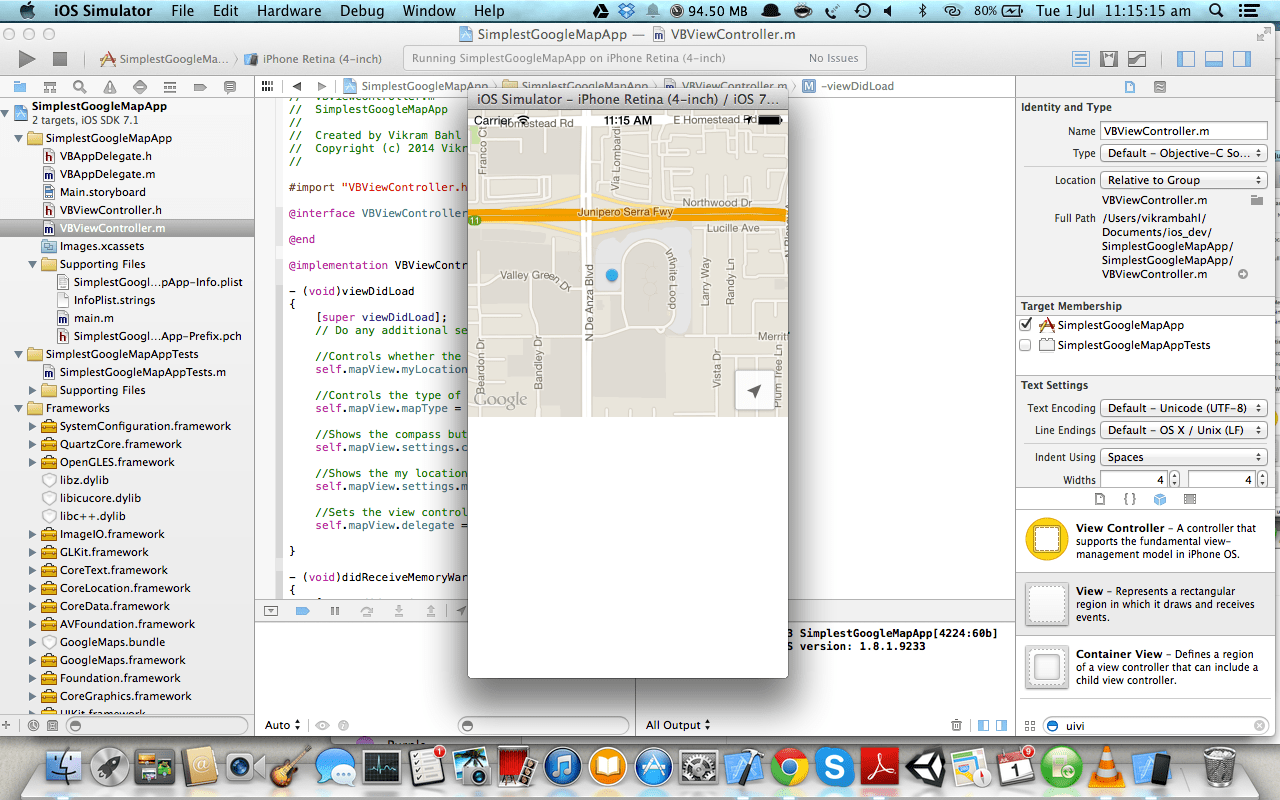 iOS Simulator File Edit Hardware Debug Window Help 94.50 MB 80% Tue 1 Jul 11:15:15 am
SimplestGoogleMapApp — VBViewController.m
SimplestGoogleMa... iPhone Retina (4-inch) Running SimplestGoogleMapApp on iPhone Retina (4-inch) No Issues
SimplestGoogleMapApp SimplestGoogleMapApp VBViewController.m -viewDidLoad
SimplestGoogleMapApp
2 targets, iOS SDK 7.1
SimplestGoogleMapApp
VBAppDelegate.h
VBAppDelegate.m
Main.storyboard
VBViewController.h
VBViewController.m
Images.xcassets
Supporting Files
SimplestGoogl...pApp-Info.plist
InfoPlist.strings
main.m
SimplestGoogl...App-Prefix.pch
SimplestGoogleMapAppTests
SimplestGoogleMapAppTests.m
Supporting Files
Frameworks
SystemConfiguration.framework
QuartzCore.framework
OpenGLES.framework
libz.dylib
libicucore.dylib
libc++.dylib
ImageIO.framework
GLKit.framework
CoreText.framework
CoreLocation.framework
CoreData.framework
AVFoundation.framework
GoogleMaps.bundle
GoogleMaps.framework
Foundation.framework
CoreGraphics.framework
UIKit.framework
// SimplestGoogleMapApp
//
// Created by Vikram Bahl
// Copyright (c) 2014 Vikr
//
#import "VBViewController.h
@interface VBViewController
@end
@implementation VBViewCont
- (void)viewDidLoad
{
[super viewDidLoad];
// Do any additional se
//Controls whether the
self.mapView.myLocation
//Controls the type of
self.mapView.mapType =
//Shows the compass but
self.mapView.settings.c
//Shows the my location
self.mapView.settings.m
//Sets the view control
self.mapView.delegate =
}
- (void)didReceiveMemoryWar
{
iOS Simulator – iPhone Retina (4-inch) / iOS 7...
Carrier 11:15 AM
Homestead Rd
E Homestead Rd
Franco Ct
Via Lombardi
Northwood Dr
Junipero Serra Fwy
11
Lucille Ave
Valley Green Dr
N De Anza Blvd
Infinite Loop
Larry Way
Randy Ln
Merritt
Beardon Dr
Bandley Dr
Vista Dr
Plum Tree Ln
Google
3 SimplestGoogleMapApp[4224:60b]
S version: 1.8.1.9233
Auto
All Output
Identity and Type
Name VBViewController.m
Type Default – Objective-C So...
Location Relative to Group
VBViewController.m
Full Path /Users/vikrambahl/
Documents/ios_dev/
SimplestGoogleMapApp/
SimplestGoogleMapApp/
VBViewController.m
Target Membership
SimplestGoogleMapApp
SimplestGoogleMapAppTests
Text Settings
Text Encoding Default – Unicode (UTF-8)
Line Endings Default – OS X / Unix (LF)
Indent Using Spaces
Widths 4 4
View Controller – A controller that
supports the fundamental view-
management model in iPhone OS.
View – Represents a rectangular
region in which it draws and receives
events.
Container View – Defines a region
of a view controller that can include a
child view controller.
uivi
1
9
1